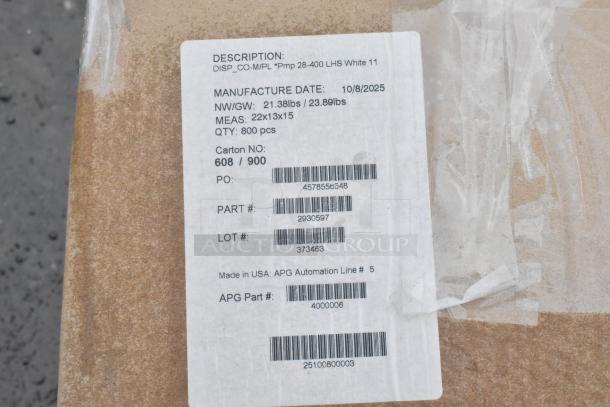 DESCRIPTION:
DISP_CO-M/PL *Pmp 28-400 LHS White 11
MANUFACTURE DATE: 10/8/2025
NW/GW: 21.38lbs / 23.89lbs
MEAS: 22x13x15
QTY: 800 pcs
Carton NO:
608 / 900
PO:
4578556348
PART #:
2930597
AUCTION GROUP
LOT #:
373463
Made in USA APG Automation Line # 5
APG Part #:
4000006
25100800003